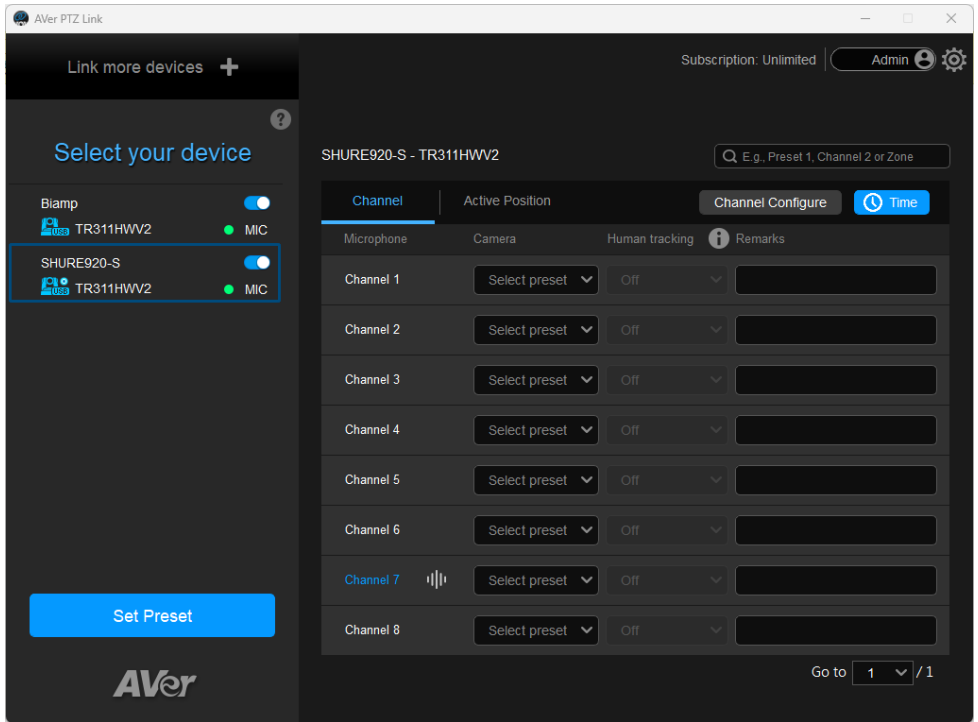 AVer PTZ Link
Link more devices +
Subscription: Unlimited
Admin
?
Select your device
Biamp
USB TR311HWV2 MIC
SHURE920-S
USB TR311HWV2 MIC
Set Preset
AVer
SHURE920-S - TR311HWV2
E.g., Preset 1, Channel 2 or Zone
Channel Active Position Channel Configure Time
Microphone Camera Human tracking i Remarks
Channel 1 Select preset Off
Channel 2 Select preset Off
Channel 3 Select preset Off
Channel 4 Select preset Off
Channel 5 Select preset Off
Channel 6 Select preset Off
Channel 7 Select preset Off
Channel 8 Select preset Off
Go to 1 / 1